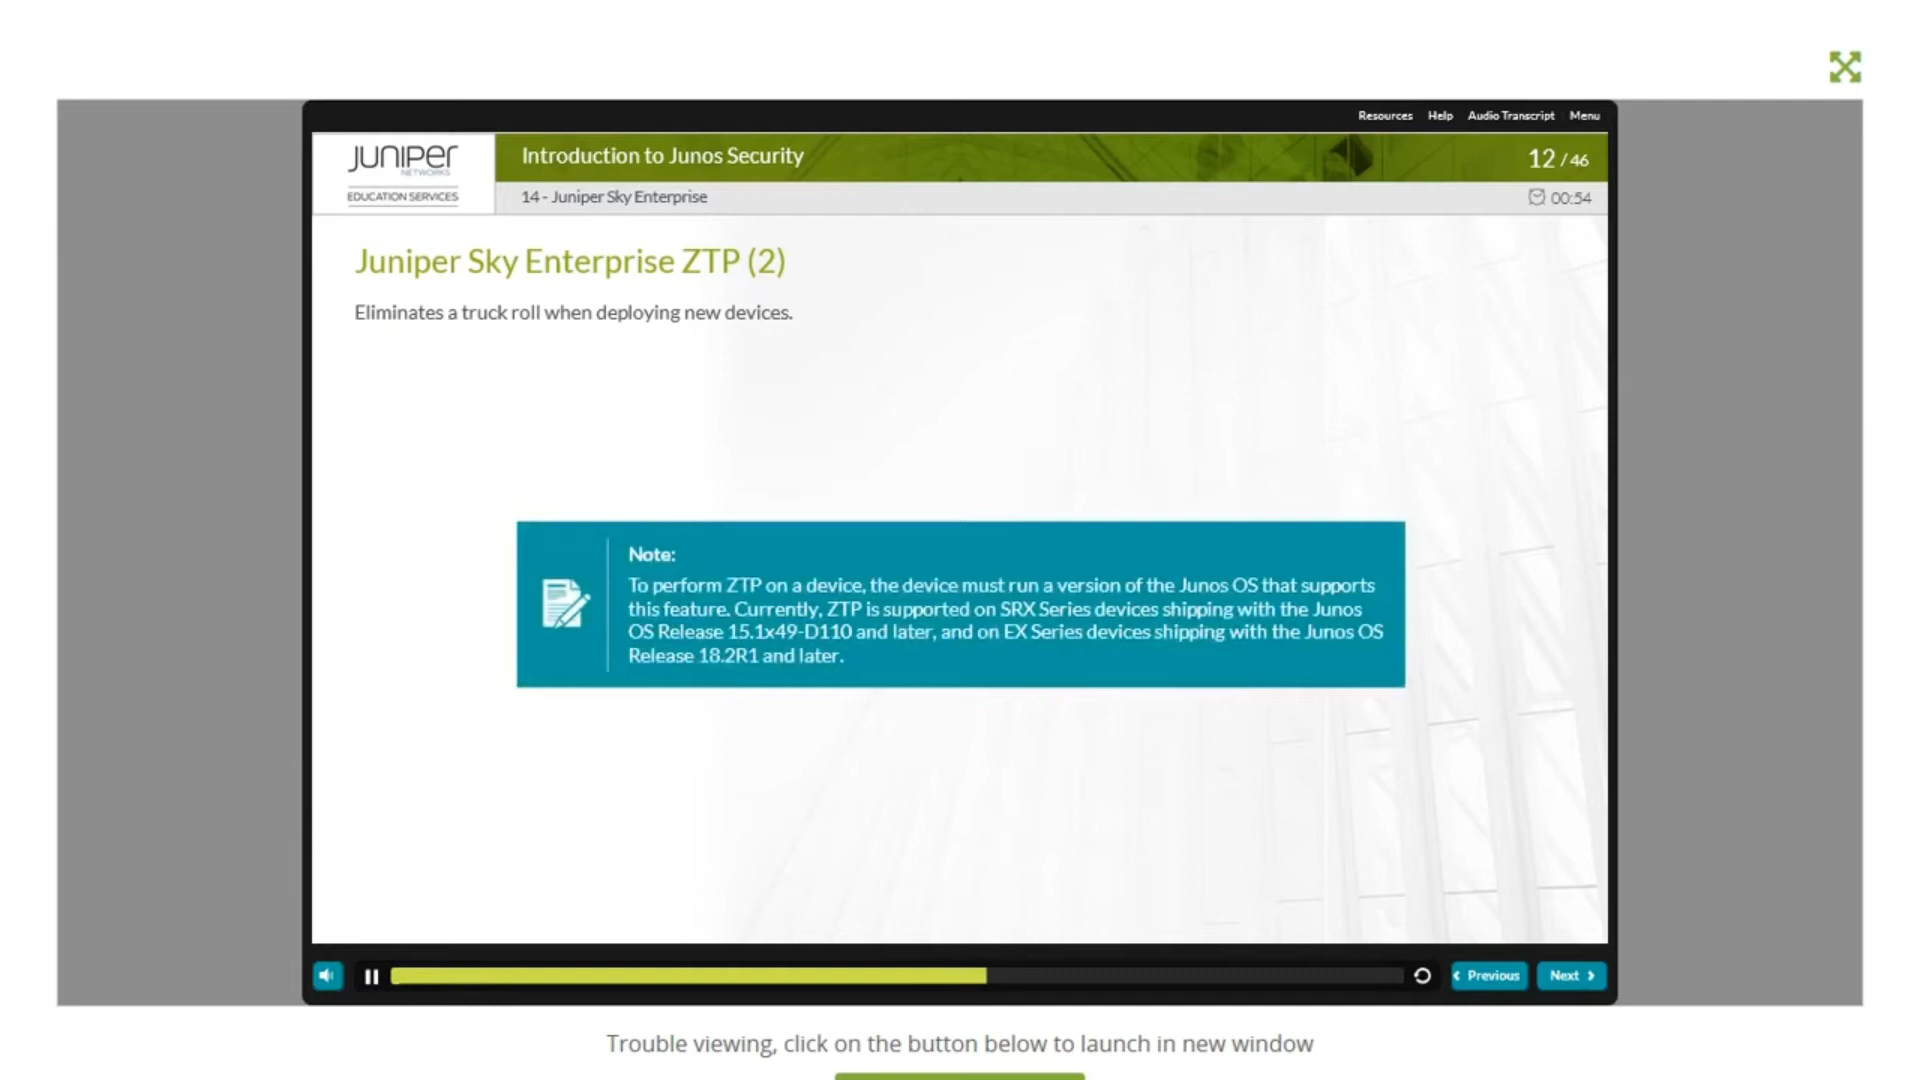 Resources Help Audio Transcript Menu
JUNIPER
NETWORKS
EDUCATION SERVICES
Introduction to Junos Security
12 / 46
14 - Juniper Sky Enterprise
00:54
Juniper Sky Enterprise ZTP (2)
Eliminates a truck roll when deploying new devices.
Note:
To perform ZTP on a device, the device must run a version of the Junos OS that supports
this feature. Currently, ZTP is supported on SRX Series devices shipping with the Junos
OS Release 15.1x49-D110 and later, and on EX Series devices shipping with the Junos OS
Release 18.2R1 and later.
Previous
Next
Trouble viewing, click on the button below to launch in new window